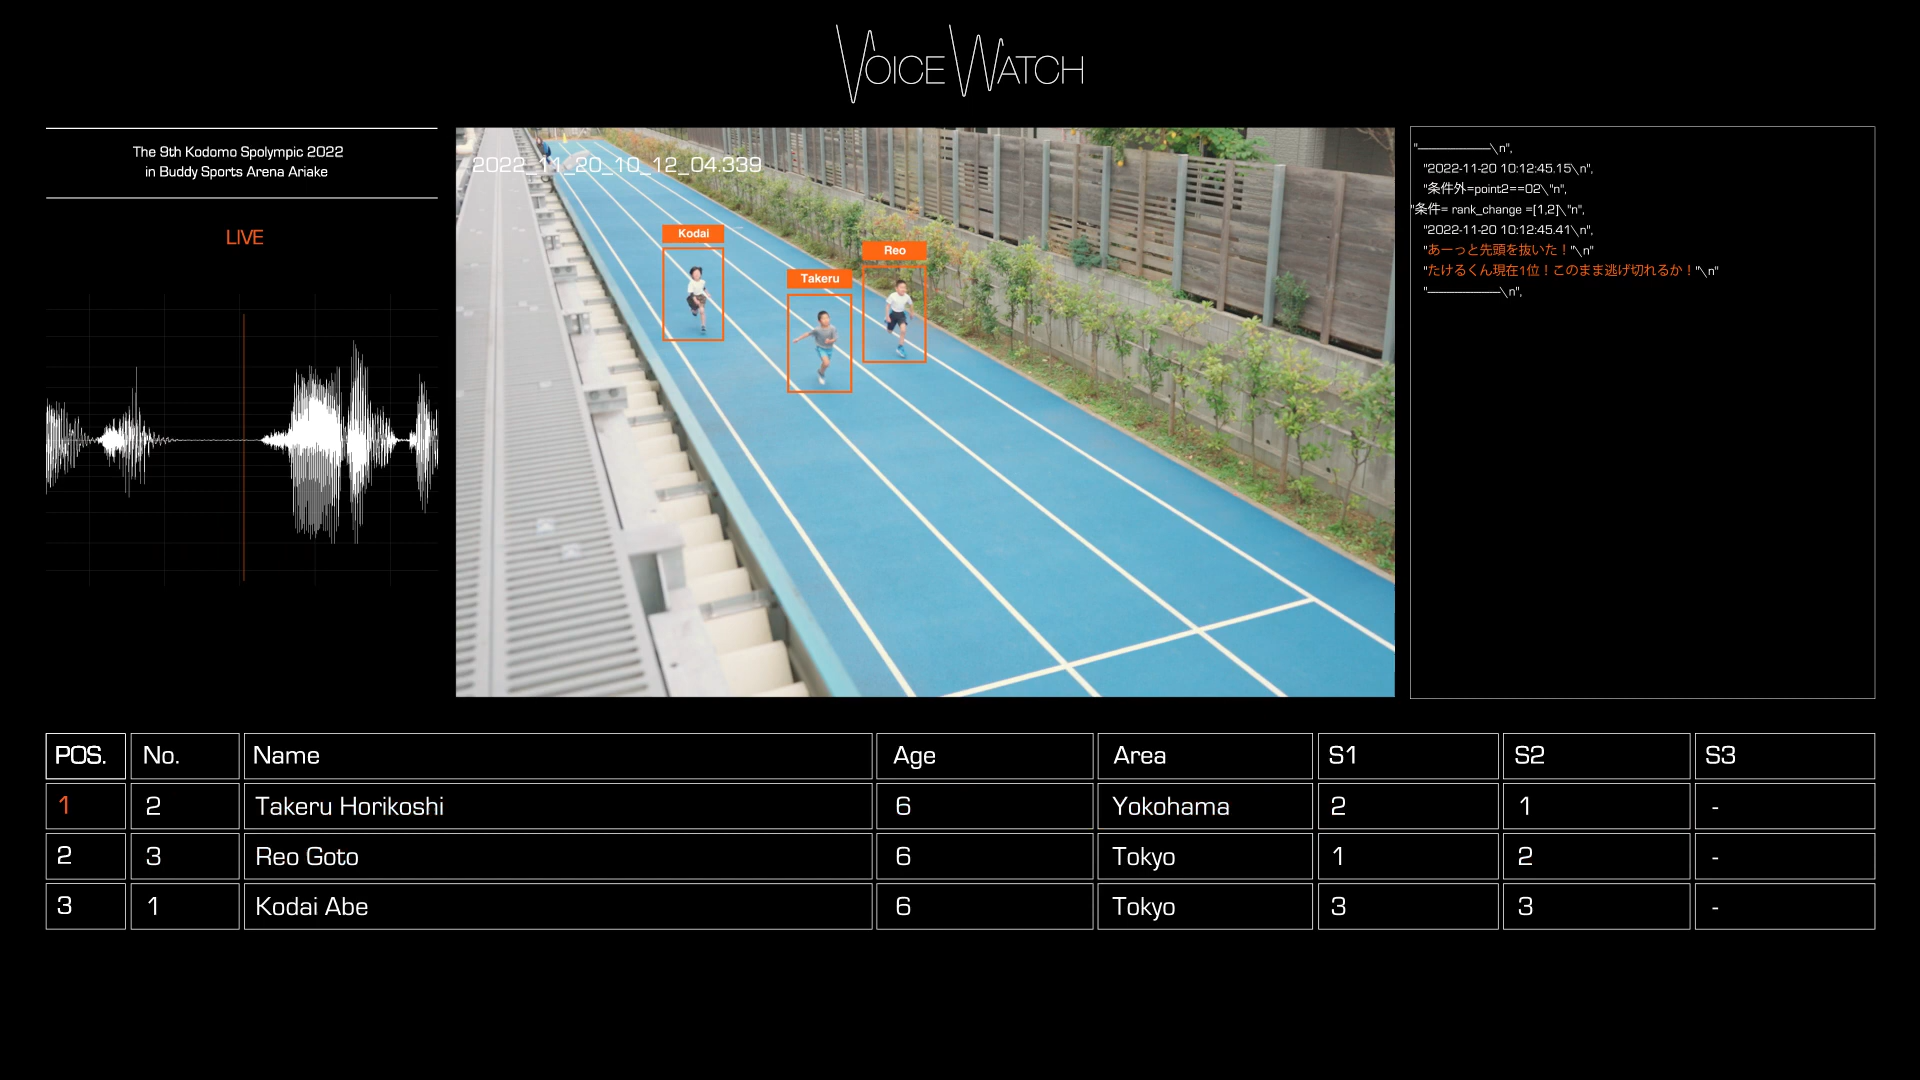 VOICE WATCH
The 9th Kodomo Spolympic 2022
in Buddy Sports Arena Ariake
LIVE
2022_11_20_10_12_04.339
Kodai
Takeru
Reo
"——————\n",
"2022-11-20 10:12:45.15\n",
"条件外=point2==02\"n",
"条件= rank_change =[1,2]\"n",
"2022-11-20 10:12:45.41\n",
"あーっと先頭を抜いた！"\n"
"たけるくん現在1位！このまま逃げ切れるか！"\n"
"——————\n",
POS. No. Name Age Area S1 S2 S3
1 2 Takeru Horikoshi 6 Yokohama 2 1 -
2 3 Reo Goto 6 Tokyo 1 2 -
3 1 Kodai Abe 6 Tokyo 3 3 -